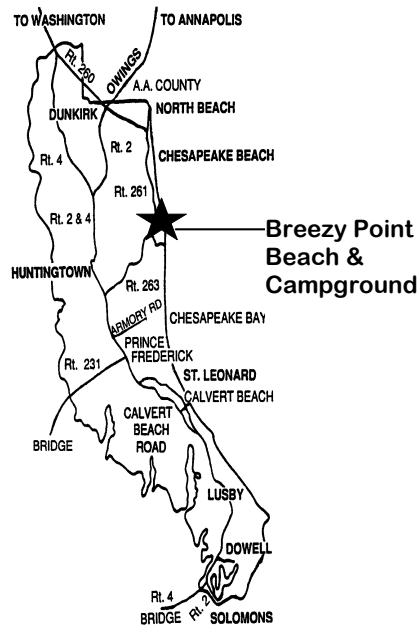 TO WASHINGTON
TO ANNAPOLIS
Rt. 260
OWINGS
A.A. COUNTY
DUNKIRK
NORTH BEACH
Rt. 2
CHESAPEAKE BEACH
Rt. 4
Rt. 261
Rt. 2 & 4
Breezy Point
Beach &
Campground
HUNTINGTOWN
Rt. 263
ARMORY RD
CHESAPEAKE BAY
PRINCE
FREDERICK
Rt. 231
ST. LEONARD
CALVERT BEACH
CALVERT
BEACH
ROAD
BRIDGE
LUSBY
DOWELL
Rt. 4
Rt. 2
BRIDGE
SOLOMONS